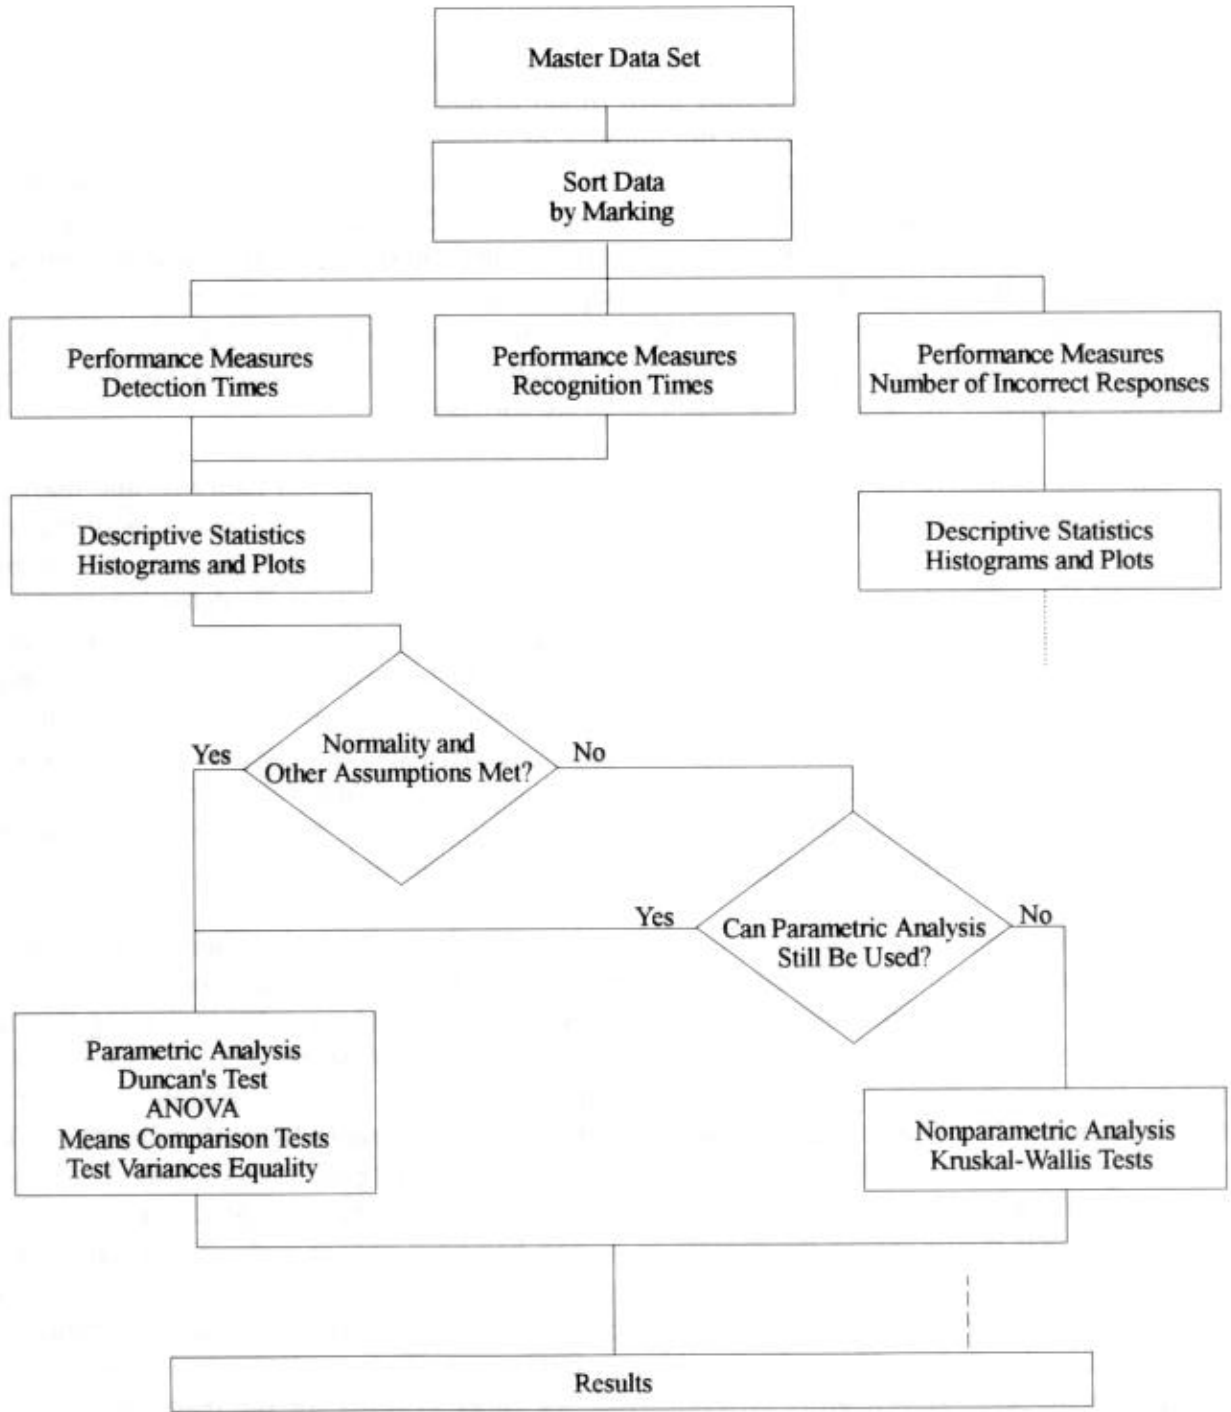 Master Data Set
Sort Data
by Marking
Performance Measures
Detection Times
Performance Measures
Recognition Times
Performance Measures
Number of Incorrect Responses
Descriptive Statistics
Histograms and Plots
Descriptive Statistics
Histograms and Plots
Yes
Normality and
Other Assumptions Met?
No
Yes
Can Parametric Analysis
Still Be Used?
No
Parametric Analysis
Duncan's Test
ANOVA
Means Comparison Tests
Test Variances Equality
Nonparametric Analysis
Kruskal-Wallis Tests
Results